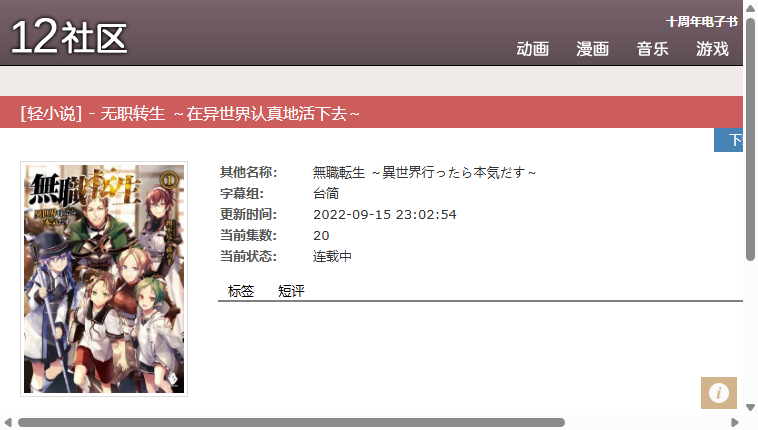 12社区
十周年电子书
动画 漫画 音乐 游戏
[轻小说] - 无职转生 ～在异世界认真地活下去～
無職転生
其他名称: 無職転生 ～異世界行ったら本気だす～
字幕组: 台简
更新时间: 2022-09-15 23:02:54
当前集数: 20
当前状态: 连载中
标签 短评